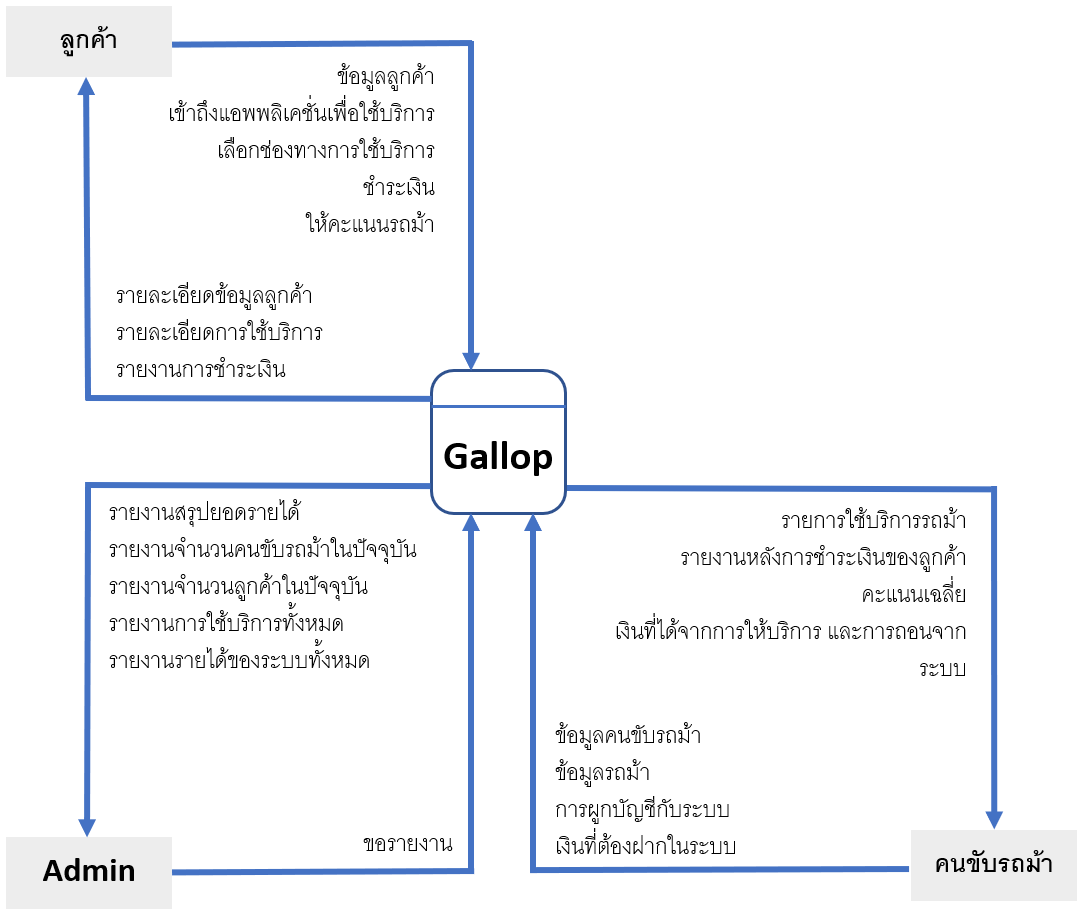 ลูกค้า
ข้อมูลลูกค้า
เข้าถึงแอพพลิเคชั่นเพื่อใช้บริการ
เลือกช่องทางการใช้บริการ
ชำระเงิน
ให้คะแนนรถม้า
รายละเอียดข้อมูลลูกค้า
รายละเอียดการใช้บริการ
รายงานการชำระเงิน
Gallop
รายงานสรุปยอดรายได้
รายงานจำนวนคนขับรถม้าในปัจจุบัน
รายงานจำนวนลูกค้าในปัจจุบัน
รายงานการใช้บริการทั้งหมด
รายงานรายได้ของระบบทั้งหมด
รายการใช้บริการรถม้า
รายงานหลังการชำระเงินของลูกค้า
คะแนนเฉลี่ย
เงินที่ได้จากการให้บริการ และการถอนจาก
ระบบ
ข้อมูลคนขับรถม้า
ข้อมูลรถม้า
การผูกบัญชีกับระบบ
เงินที่ต้องฝากในระบบ
ขอรายงาน
Admin
คนขับรถม้า